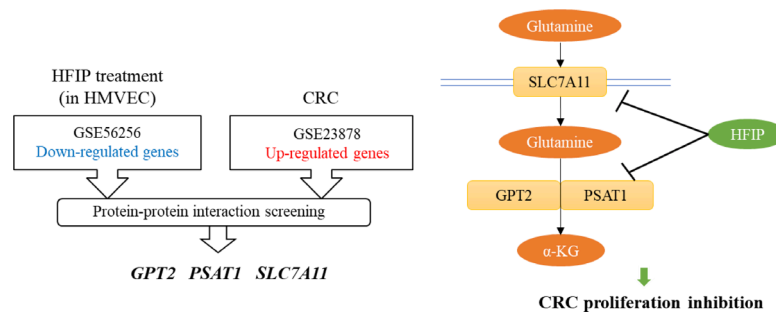 HFIP treatment
(in HMVEC)
GSE56256
Down-regulated genes
CRC
GSE23878
Up-regulated genes
Protein-protein interaction screening
GPT2 PSAT1 SLC7A11
Glutamine
SLC7A11
Glutamine
HFIP
GPT2
PSAT1
α-KG
CRC proliferation inhibition